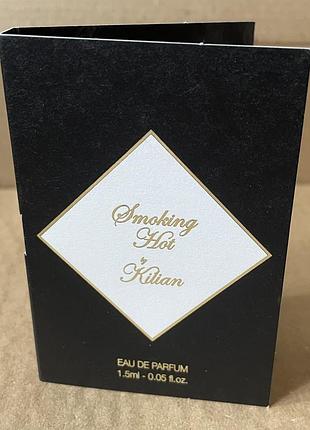 Smoking
Hot
by
Kilian
EAU DE PARFUM
1.5ml - 0.05 fl.oz.